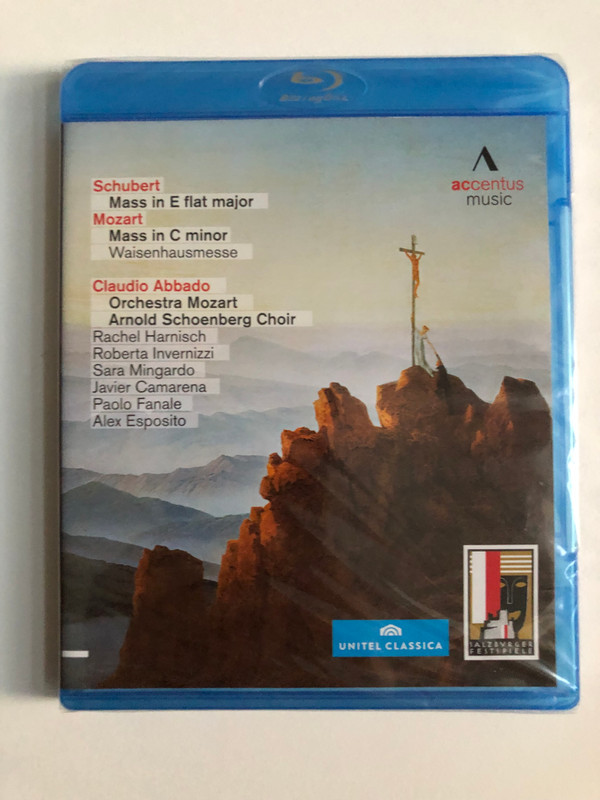 Blu-ray Disc
Schubert
Mass in E flat major
Mozart
Mass in C minor
Waisenhausmesse
Claudio Abbado
Orchestra Mozart
Arnold Schoenberg Choir
Rachel Harnisch
Roberta Invernizzi
Sara Mingardo
Javier Camarena
Paolo Fanale
Alex Esposito
accentus
music
UNITEL CLASSICA
SALZBURGER
FESTSPIELE